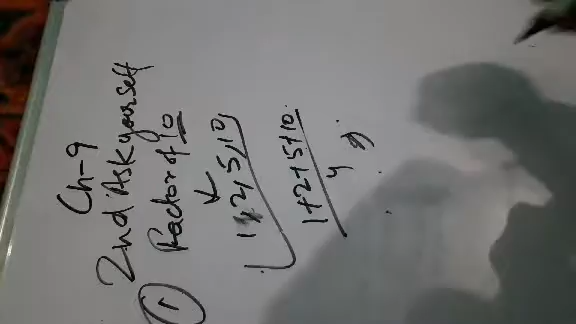 Ch-9
2nd Ask yourself
① Factor of 10
1, 2, 5, 10,
1+2+5+10
4